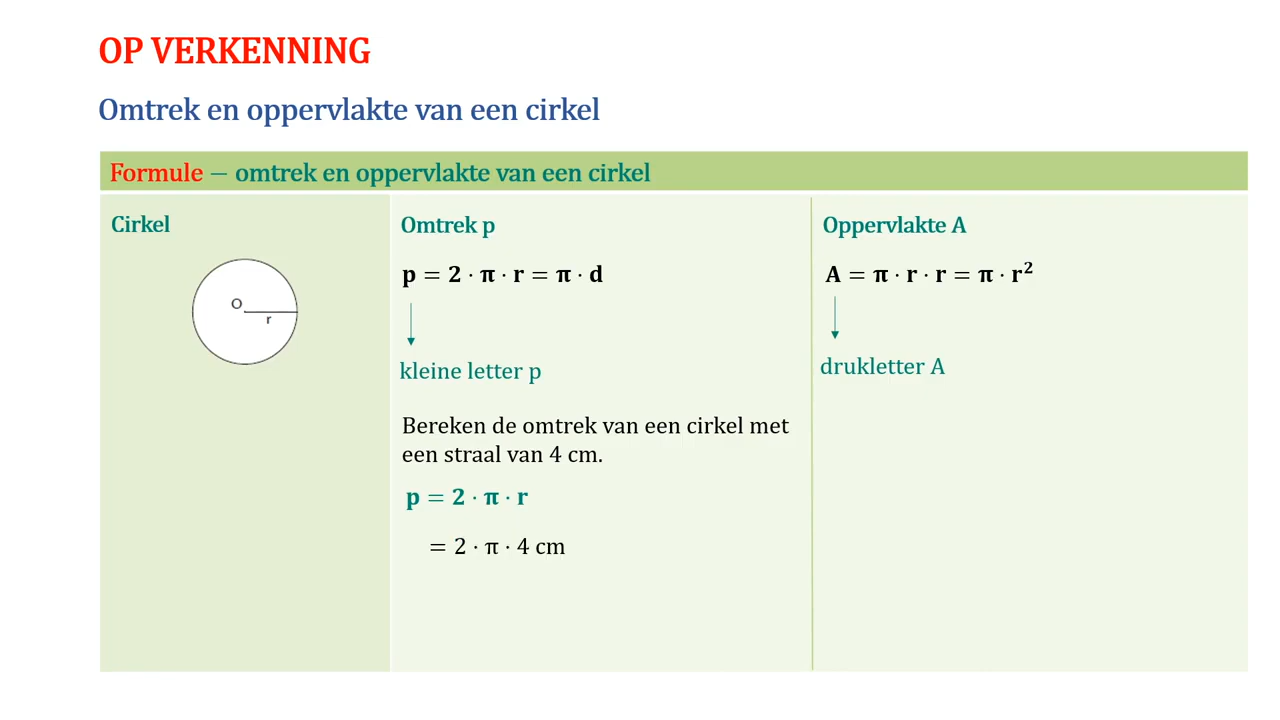 OP VERKENNING
Omtrek en oppervlakte van een cirkel
Formule – omtrek en oppervlakte van een cirkel
Cirkel
O
r
Omtrek p
p = 2 · π · r = π · d
kleine letter p
Bereken de omtrek van een cirkel met
een straal van 4 cm.
p = 2 · π · r
= 2 · π · 4 cm
Oppervlakte A
A = π · r · r = π · r²
drukletter A